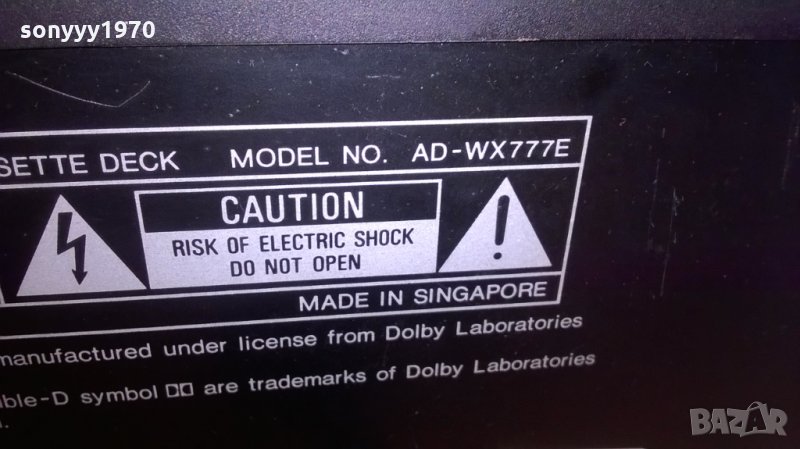 sonyyy1970
SETTE DECK MODEL NO. AD-WX777E
CAUTION
RISK OF ELECTRIC SHOCK
DO NOT OPEN
MADE IN SINGAPORE
manufactured under license from Dolby Laboratories
ble-D symbol are trademarks of Dolby Laboratories
BAZAR